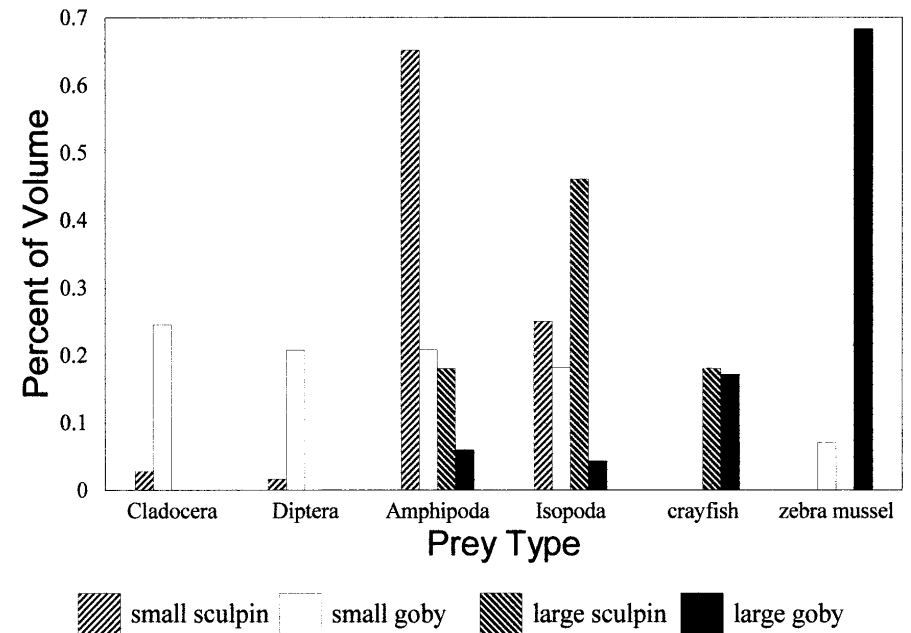 0.7
0.6
0.5
0.4
0.3
0.2
0.1
0
Percent of Volume
Cladocera Diptera Amphipoda Isopoda crayfish zebra mussel
Prey Type
small sculpin small goby large sculpin large goby